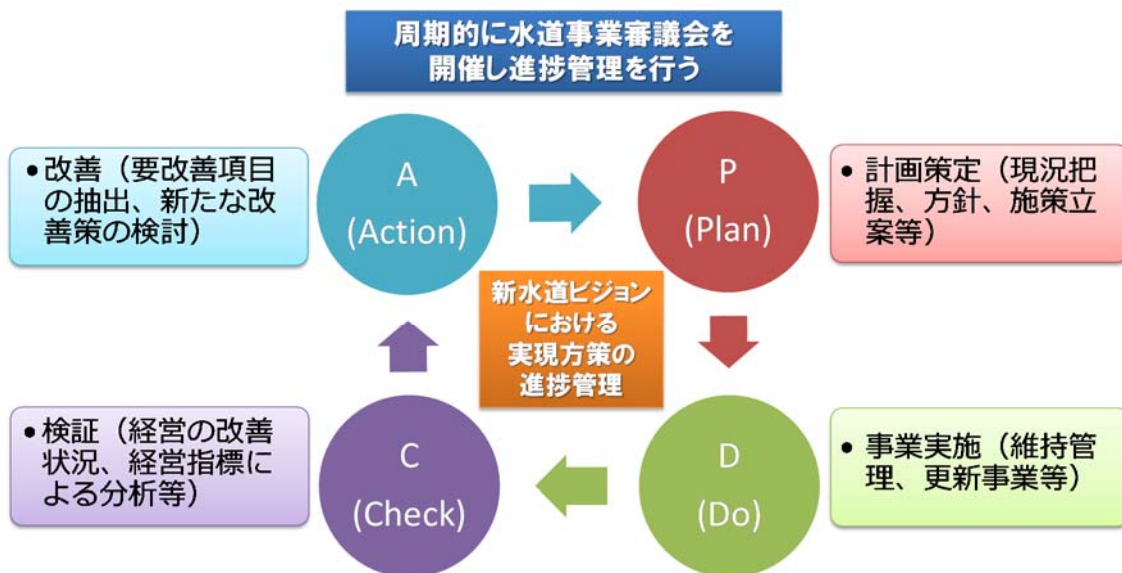 周期的に水道事業審議会を
開催し進捗管理を行う
A
(Action)
P
(Plan)
• 改善（要改善項目
の抽出、新たな改
善策の検討）
• 計画策定（現況把
握、方針、施策立
案等）
新水道ビジョン
における
実現方策の
進捗管理
• 検証（経営の改善
状況、経営指標に
よる分析等）
C
(Check)
D
(Do)
• 事業実施（維持管
理、更新事業等）